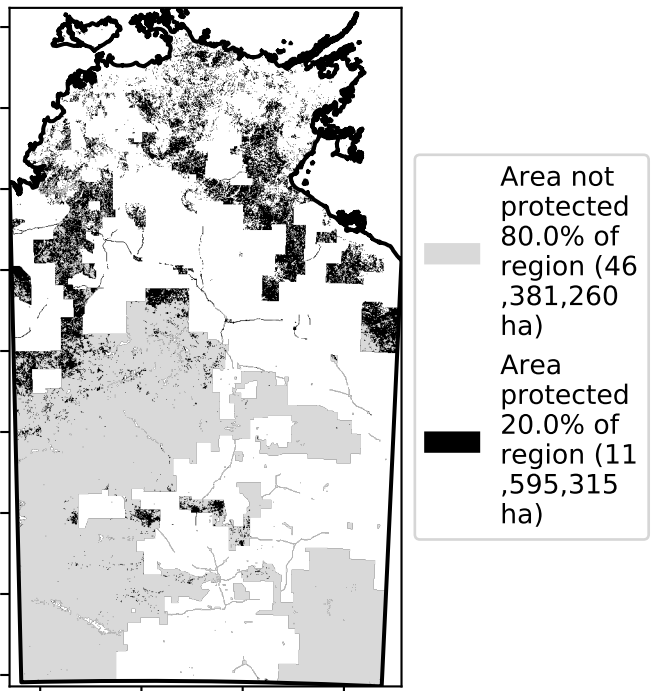 Area not
protected
80.0% of
region (46
,381,260
ha)
Area
protected
20.0% of
region (11
,595,315
ha)